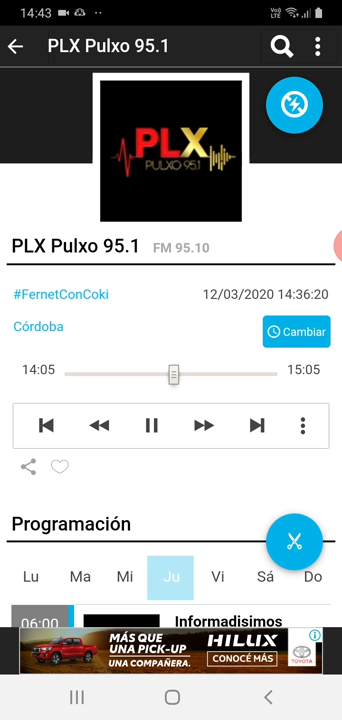 14:43
Vo))
LTE
PLX Pulxo 95.1
PLX
PULXO 95.1
PLX Pulxo 95.1 FM 95.10
#FernetConCoki 12/03/2020 14:36:20
Córdoba Cambiar
14:05 15:05
Programación
Lu Ma Mi Ju Vi Sá Do
06:00 Informadisimos
MÁS QUE
UNA PICK-UP
UNA COMPAÑERA.
HILUX
CONOCÉ MÁS
TOYOTA